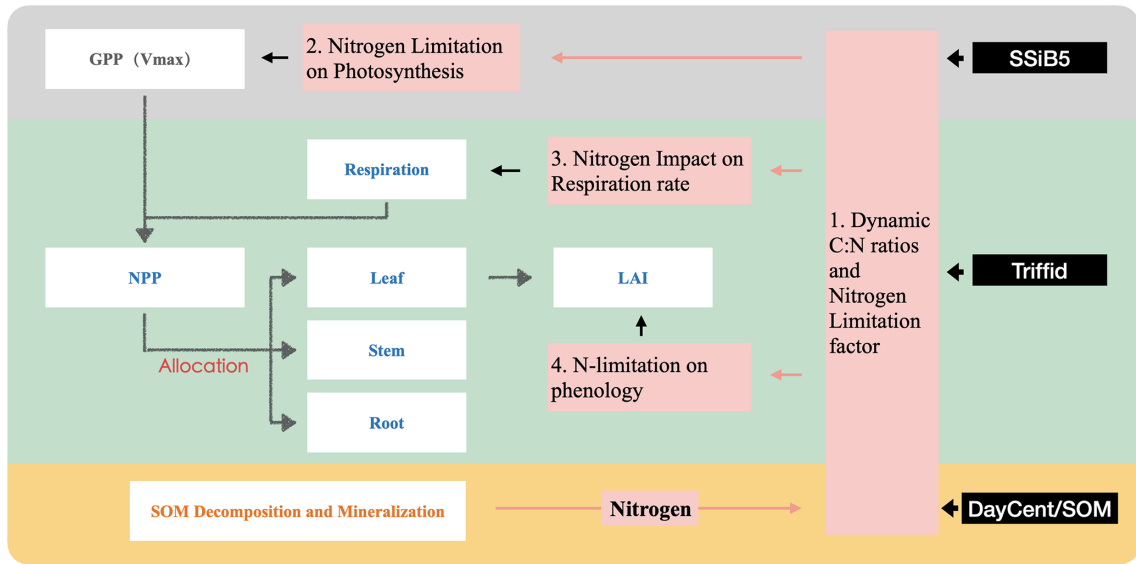 GPP（Vmax）
2. Nitrogen Limitation
on Photosynthesis
SSiB5
Respiration
3. Nitrogen Impact on
Respiration rate
1. Dynamic
C:N ratios
and
Nitrogen
Limitation
factor
NPP
Leaf
LAI
Triffid
Allocation
Stem
4. N-limitation on
phenology
Root
SOM Decomposition and Mineralization
Nitrogen
DayCent/SOM